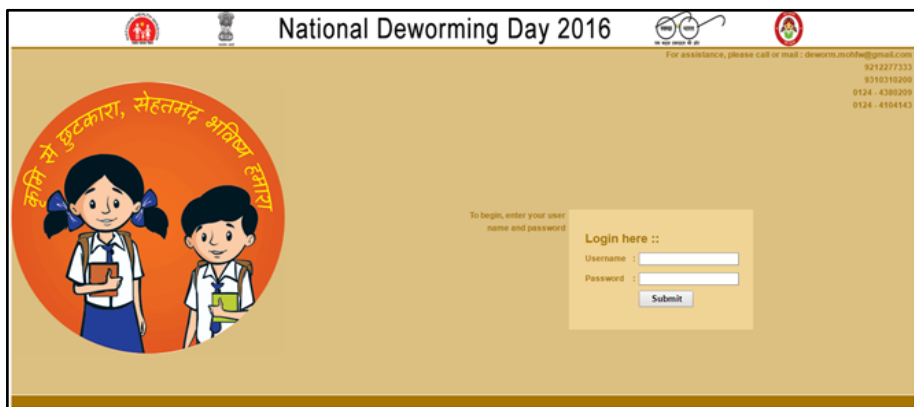 National Deworming Day 2016
For assistance, please call or mail : deworm.mohfw@gmail.com
9212277333
9310310200
0124 - 4380209
0124 - 4104143
कृमि से छुटकारा, सेहतमंद भविष्य हमारा
To begin, enter your user
name and password
Login here ::
Username :
Password :
Submit